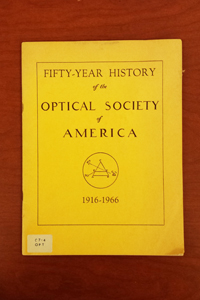 FIFTY-YEAR HISTORY
of the
OPTICAL SOCIETY
of
AMERICA
1916-1966